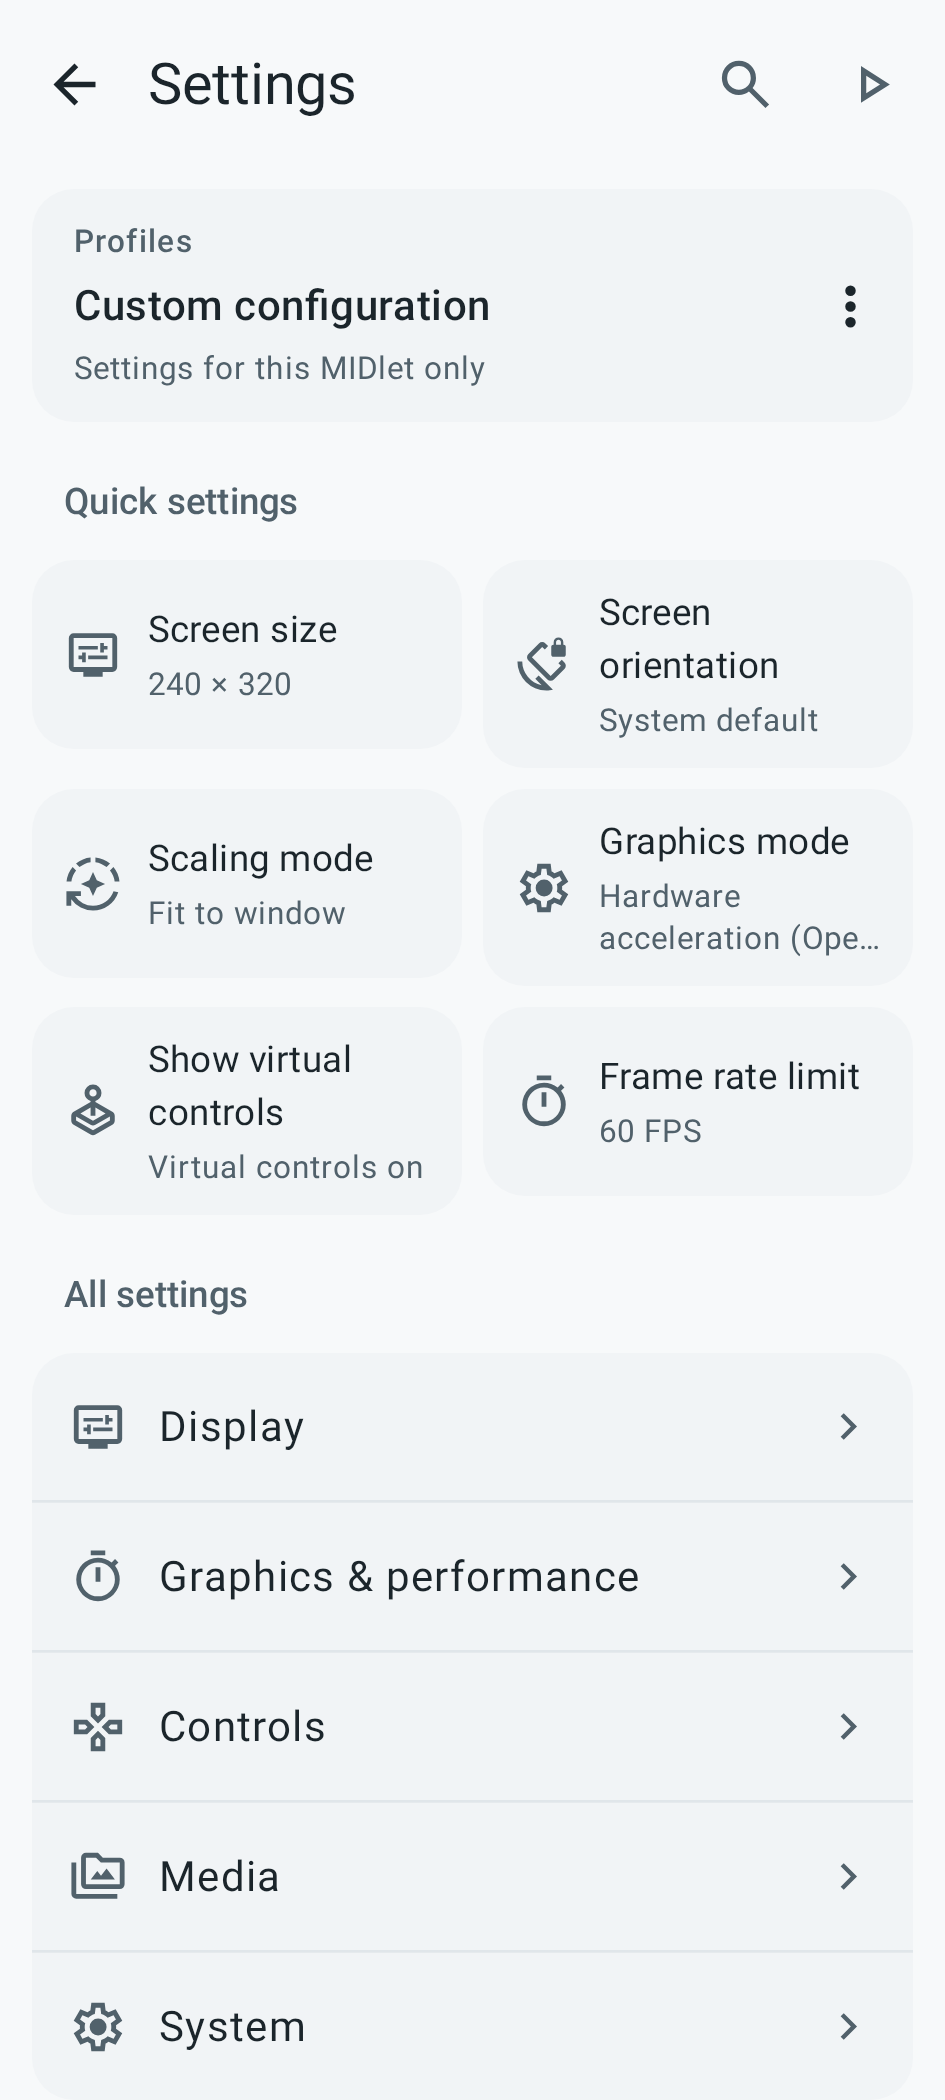 Settings
Profiles
Custom configuration
Settings for this MIDlet only
Quick settings
Screen size
240 × 320
Screen
orientation
System default
Scaling mode
Fit to window
Graphics mode
Hardware
acceleration (Ope…
Show virtual
controls
Virtual controls on
Frame rate limit
60 FPS
All settings
Display
Graphics & performance
Controls
Media
System